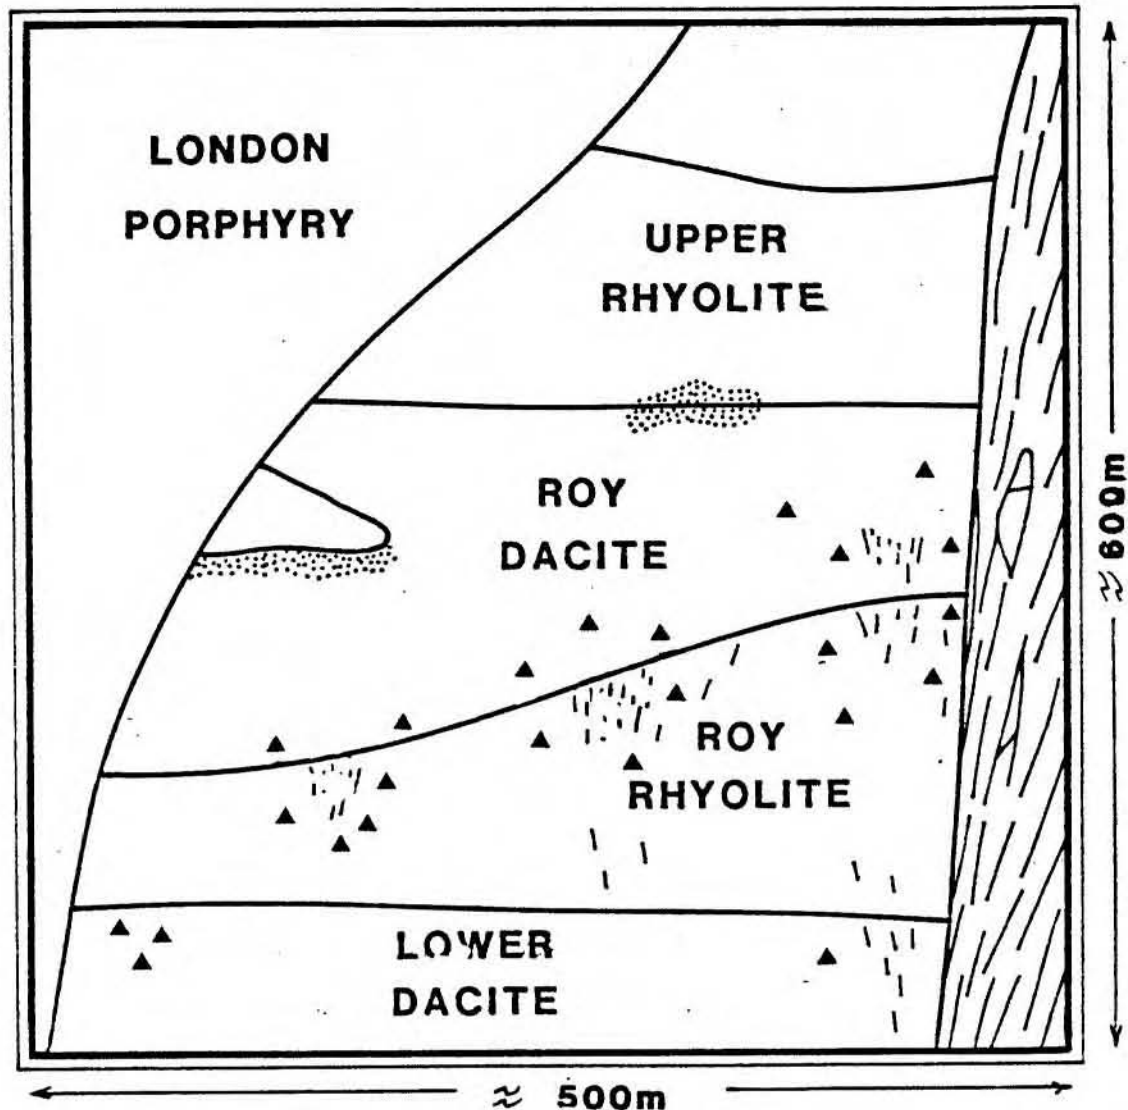 LONDON
PORPHYRY
UPPER
RHYOLITE
ROY
DACITE
ROY
RHYOLITE
LOWER
DACITE
≈ 600m
≈ 500m